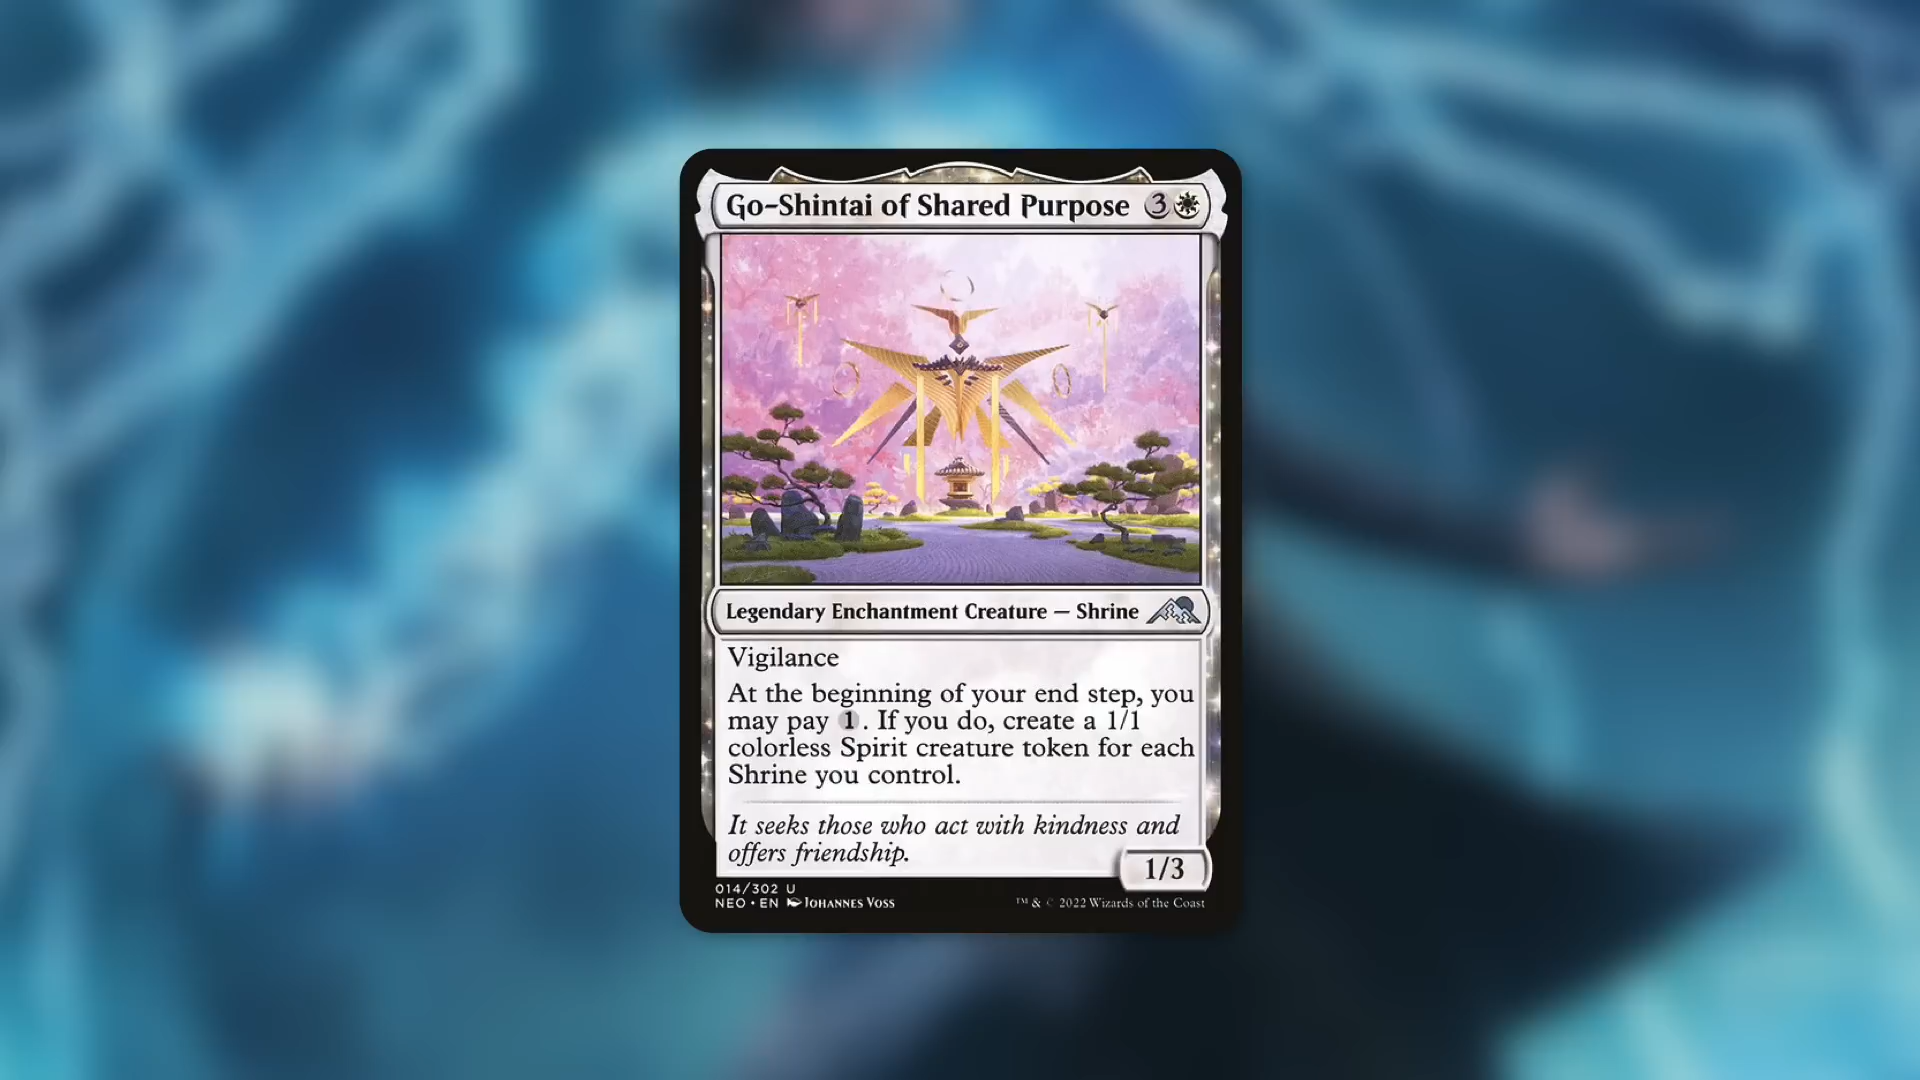 Go-Shintai of Shared Purpose 3
Legendary Enchantment Creature — Shrine
Vigilance
At the beginning of your end step, you
may pay 1. If you do, create a 1/1
colorless Spirit creature token for each
Shrine you control.
It seeks those who act with kindness and
offers friendship.
1/3
014/302 U
NEO • EN Johannes Voss
™ & © 2022 Wizards of the Coast